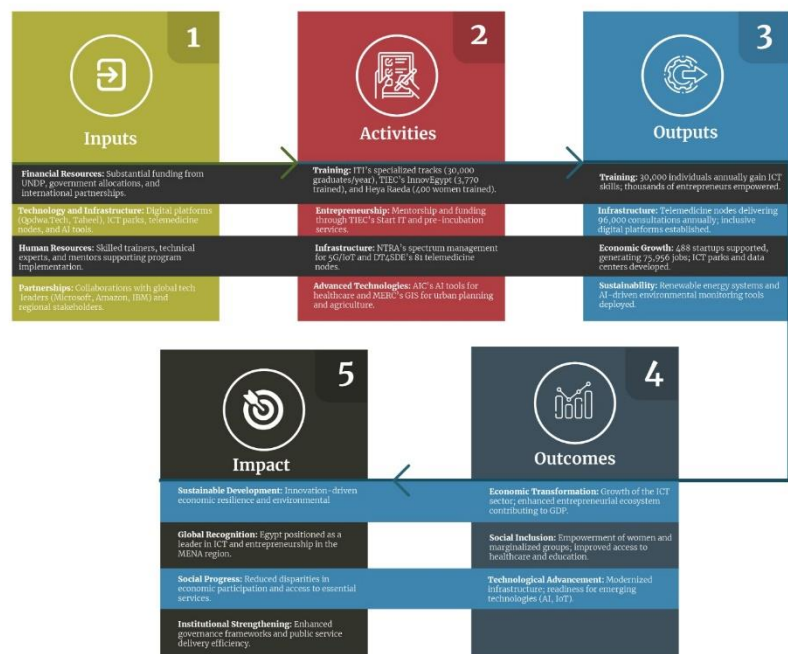 1
Inputs
Financial Resources: Substantial funding from
UNDP, government allocations, and
international partnerships.
Technology and Infrastructure: Digital platforms
(Qodwa.Tech, Taheel), ICT parks, telemedicine
nodes, and AI tools.
Human Resources: Skilled trainers, technical
experts, and mentors supporting program
implementation.
Partnerships: Collaborations with global tech
leaders (Microsoft, Amazon, IBM) and
regional stakeholders.
2
Activities
Training: ITI's specialized tracks (30,000
graduates/year), TIEC's InnovEgypt (3,770
trained), and Heya Raeda (400 women trained).
Entrepreneurship: Mentorship and funding
through TIEC's Start IT and pre-incubation
services.
Infrastructure: NTRA's spectrum management
for 5G/IoT and DT4SDE's 81 telemedicine
nodes.
Advanced Technologies: AIC's AI tools for
healthcare and MERC's GIS for urban planning
and agriculture.
3
Outputs
Training: 30,000 individuals annually gain ICT
skills; thousands of entrepreneurs empowered.
Infrastructure: Telemedicine nodes delivering
96,000 consultations annually; inclusive
digital platforms established.
Economic Growth: 488 startups supported,
generating 75,956 jobs; ICT parks and data
centers developed.
Sustainability: Renewable energy systems and
AI-driven environmental monitoring tools
deployed.
4
Outcomes
Economic Transformation: Growth of the ICT
sector; enhanced entrepreneurial ecosystem
contributing to GDP.
Social Inclusion: Empowerment of women and
marginalized groups; improved access to
healthcare and education.
Technological Advancement: Modernized
infrastructure; readiness for emerging
technologies (AI, IoT).
5
Impact
Sustainable Development: Innovation-driven
economic resilience and environmental
Global Recognition: Egypt positioned as a
leader in ICT and entrepreneurship in the
MENA region.
Social Progress: Reduced disparities in
economic participation and access to essential
services.
Institutional Strengthening: Enhanced
governance frameworks and public service
delivery efficiency.